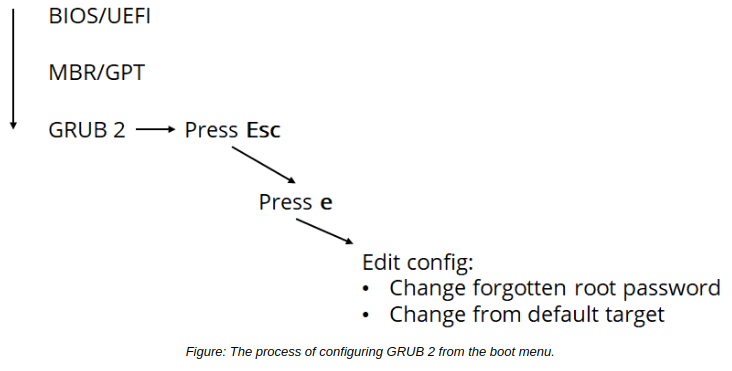 BIOS/UEFI
MBR/GPT
GRUB 2
Press Esc
Press e
Edit config:
• Change forgotten root password
• Change from default target
Figure: The process of configuring GRUB 2 from the boot menu.